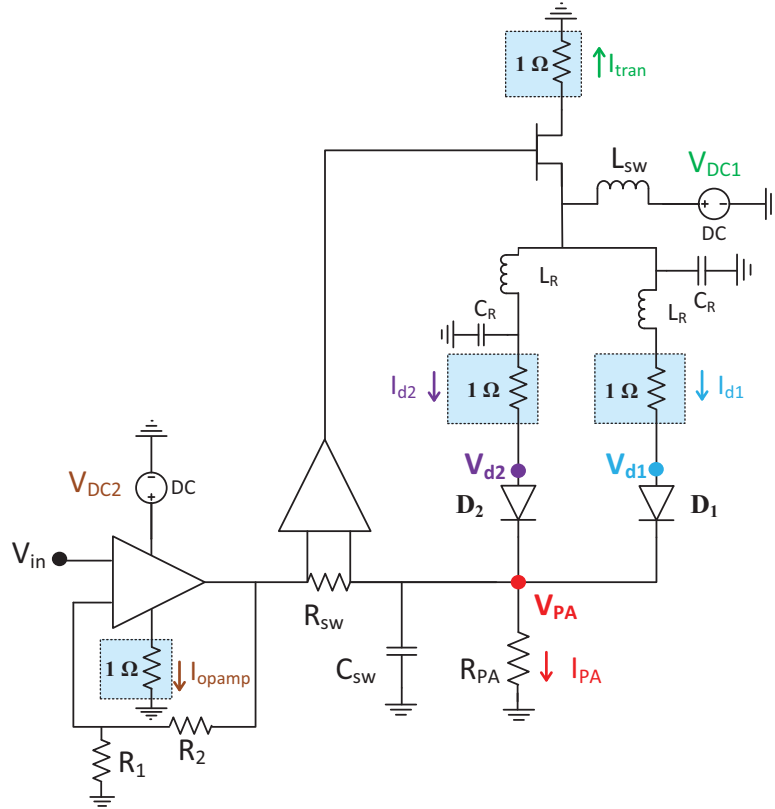 1 Ω
I_tran
L_sw
V_DC1
+ -
DC
L_R
C_R
C_R
L_R
I_d2
1 Ω
1 Ω
I_d1
V_d2
V_d1
V_DC2
DC
-
+
D_2
D_1
V_in
R_sw
V_PA
1 Ω
I_opamp
C_sw
R_PA
I_PA
R_2
R_1